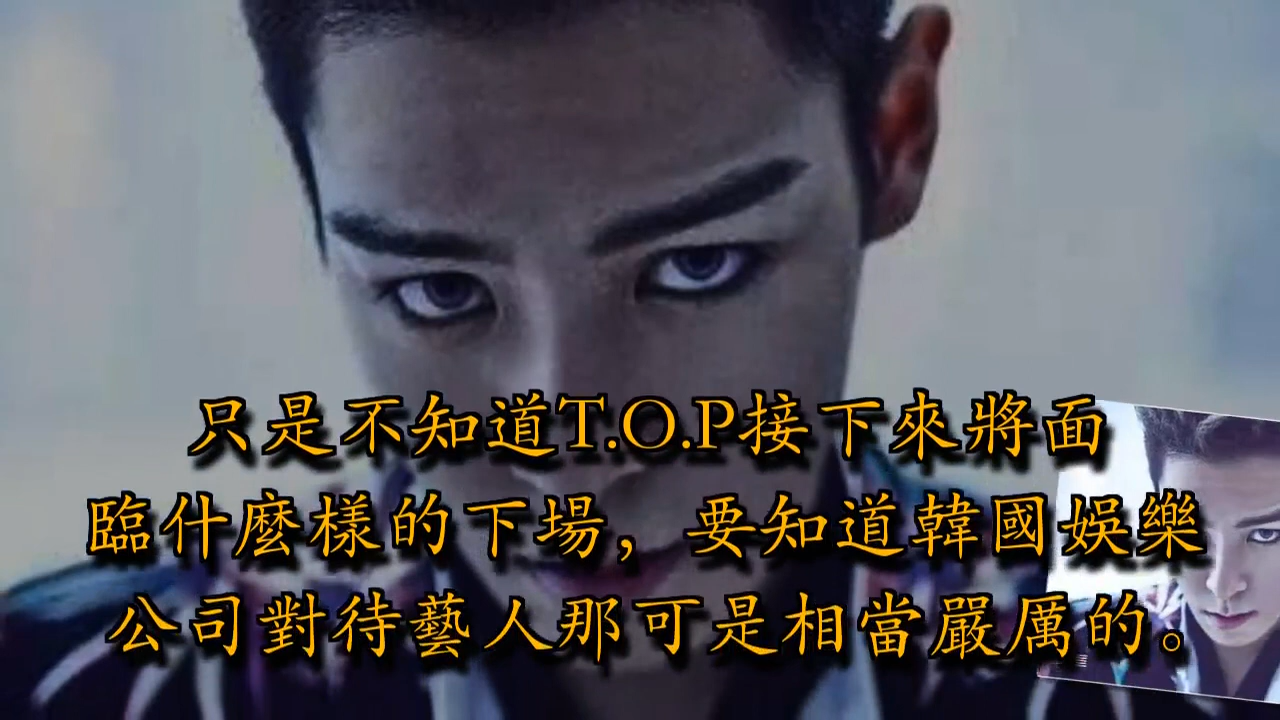 只是不知道T.O.P接下來將面
臨什麼樣的下場，要知道韓國娛樂
公司對待藝人那可是相當嚴厲的。